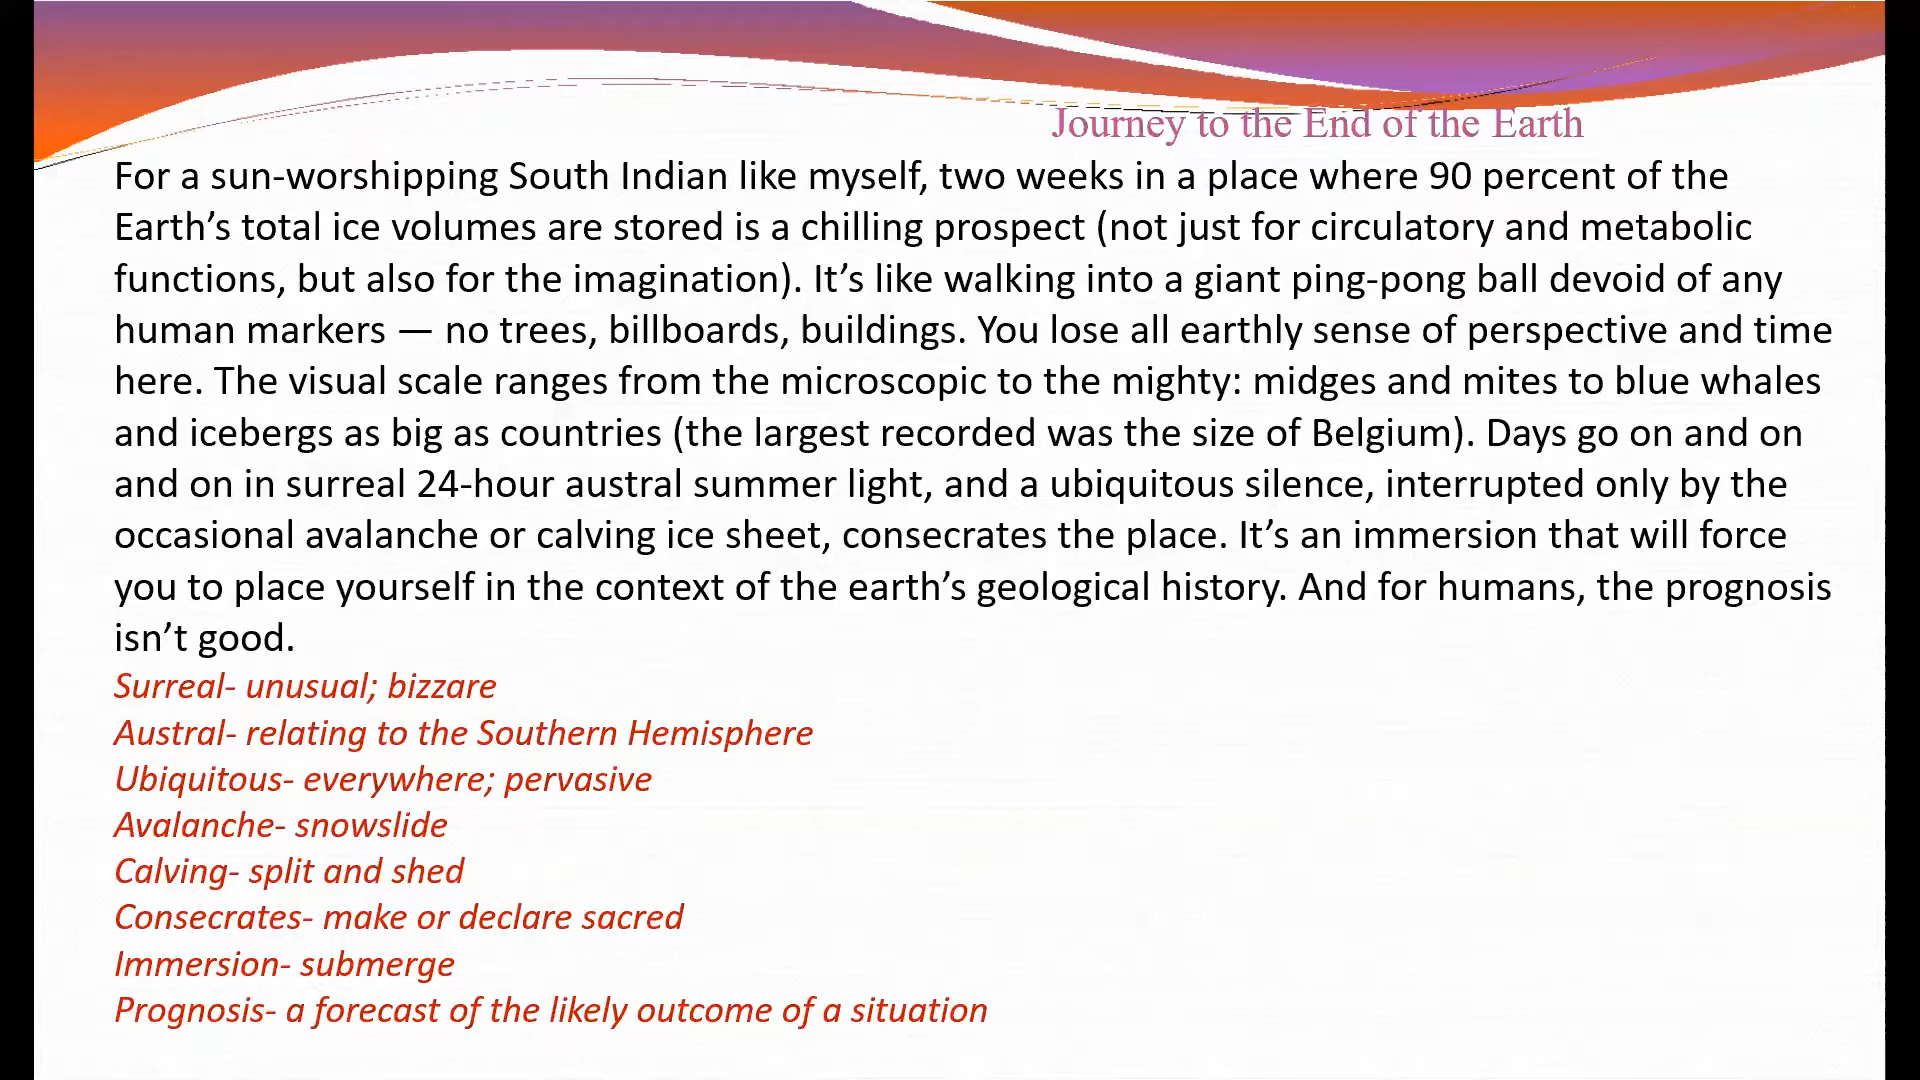 Journey to the End of the Earth
For a sun-worshipping South Indian like myself, two weeks in a place where 90 percent of the
Earth’s total ice volumes are stored is a chilling prospect (not just for circulatory and metabolic
functions, but also for the imagination). It’s like walking into a giant ping-pong ball devoid of any
human markers — no trees, billboards, buildings. You lose all earthly sense of perspective and time
here. The visual scale ranges from the microscopic to the mighty: midges and mites to blue whales
and icebergs as big as countries (the largest recorded was the size of Belgium). Days go on and on
and on in surreal 24-hour austral summer light, and a ubiquitous silence, interrupted only by the
occasional avalanche or calving ice sheet, consecrates the place. It’s an immersion that will force
you to place yourself in the context of the earth’s geological history. And for humans, the prognosis
isn’t good.
Surreal- unusual; bizzare
Austral- relating to the Southern Hemisphere
Ubiquitous- everywhere; pervasive
Avalanche- snowslide
Calving- split and shed
Consecrates- make or declare sacred
Immersion- submerge
Prognosis- a forecast of the likely outcome of a situation